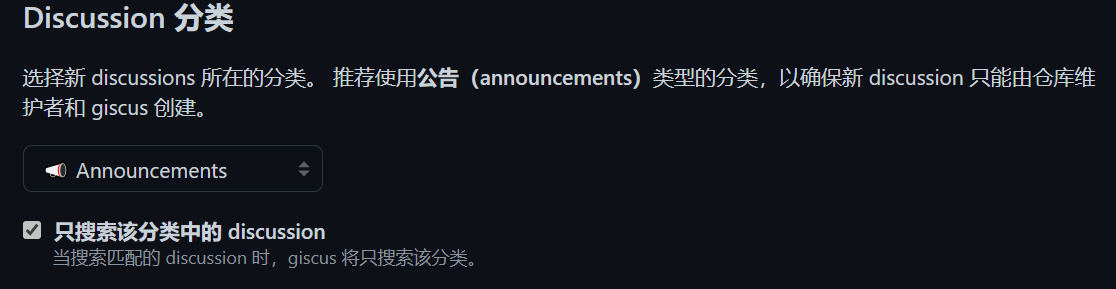 Discussion 分类
选择新 discussions 所在的分类。 推荐使用公告（announcements）类型的分类，以确保新 discussion 只能由仓库维
护者和 giscus 创建。
Announcements
只搜索该分类中的 discussion
当搜索匹配的 discussion 时，giscus 将只搜索该分类。